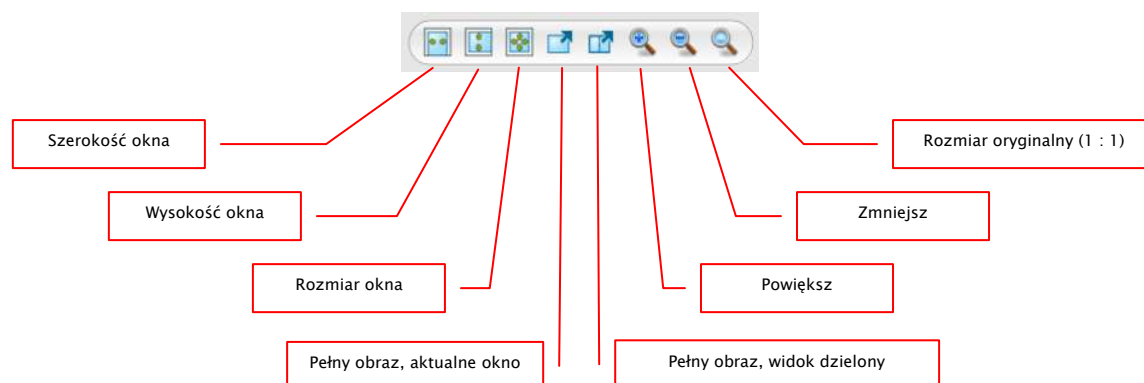 Szerokość okna
Rozmiar oryginalny (1 : 1)
Wysokość okna
Zmniejsz
Rozmiar okna
Powiększ
Pełny obraz, aktualne okno
Pełny obraz, widok dzielony